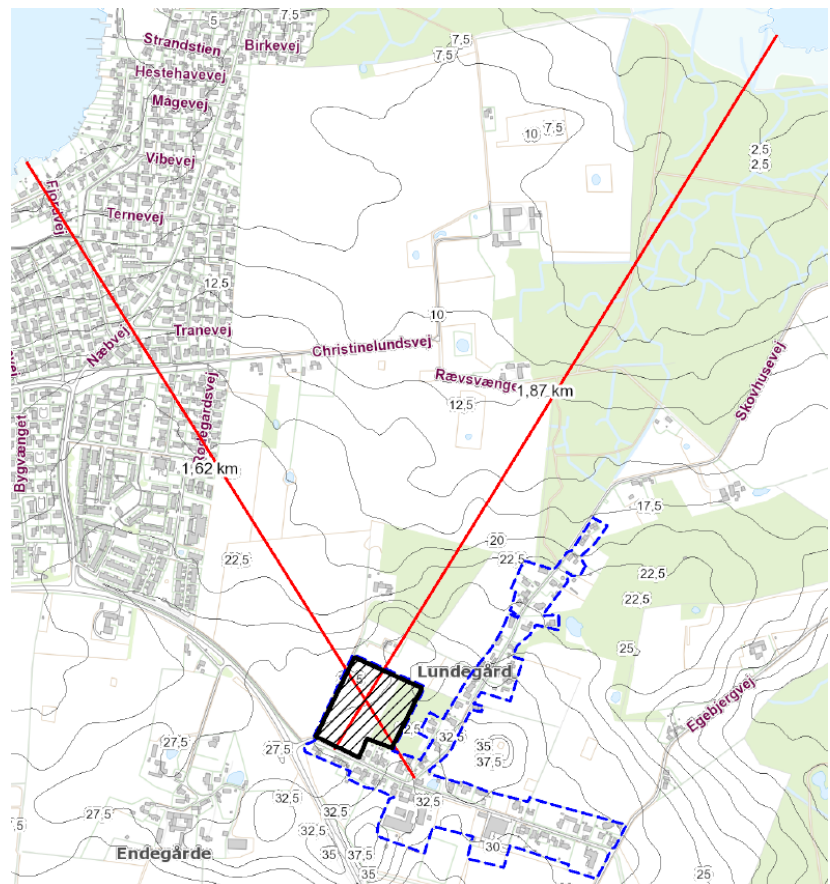 5
7,5
7,5
7,5
Strandstien
Birkevej
Hestehavevej
Mågevej
Vibevej
Fjordvej
Ternevej
10
7,5
2,5
2,5
12,5
Tranevej
Næbvej
10
Christinelundsvej
Rævsvænge
1,87 km
12,5
Skovhusevej
Bygvænget
Rødegårdsvej
1,62 km
17,5
20
22,5
22,5
22,5
22,5
25
Lundegård
Egebjergvej
27,5
27,5
32,5
35
37,5
27,5
32,5
32,5
32,5
30
Endegårde
35
37,5
35
25